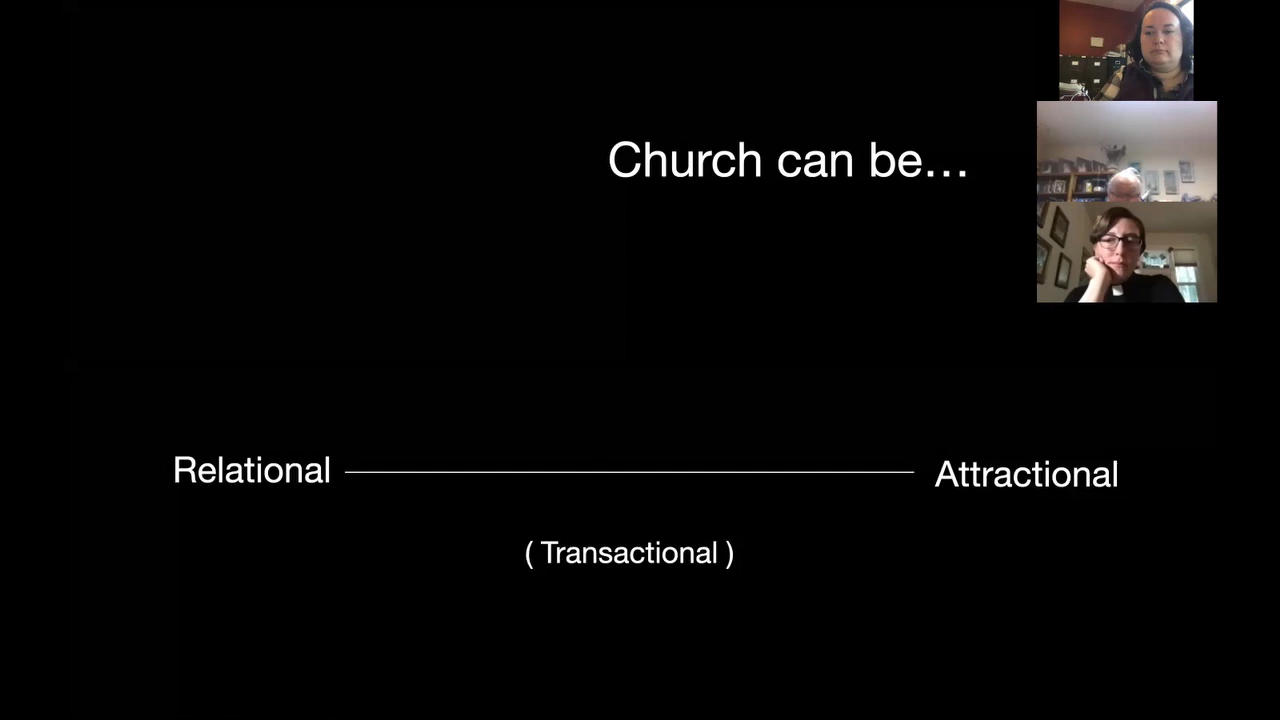 Church can be…
Relational
Attractional
( Transactional )